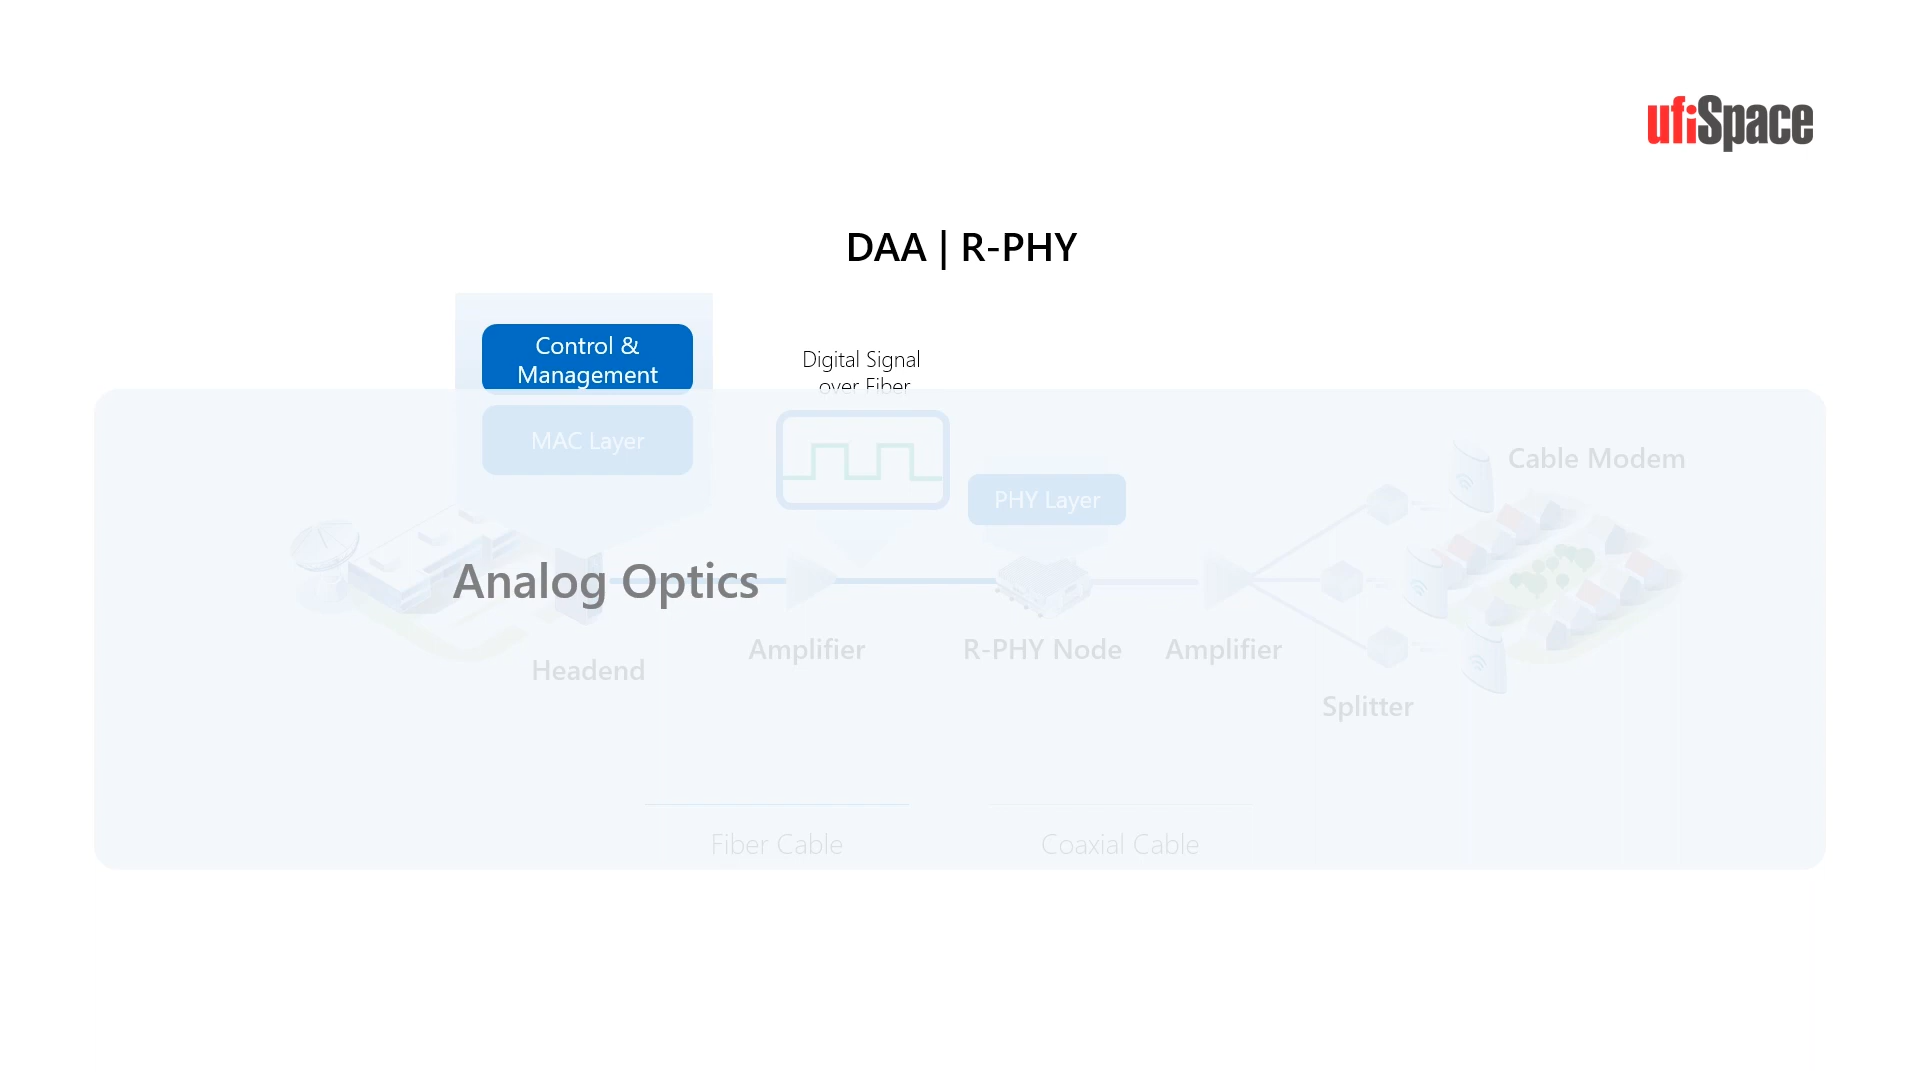 ufiSpace
DAA | R-PHY
Control &
Management
Digital Signal
over Fiber
MAC Layer
Cable Modem
PHY Layer
Analog Optics
Amplifier
R-PHY Node
Amplifier
Headend
Splitter
Fiber Cable
Coaxial Cable